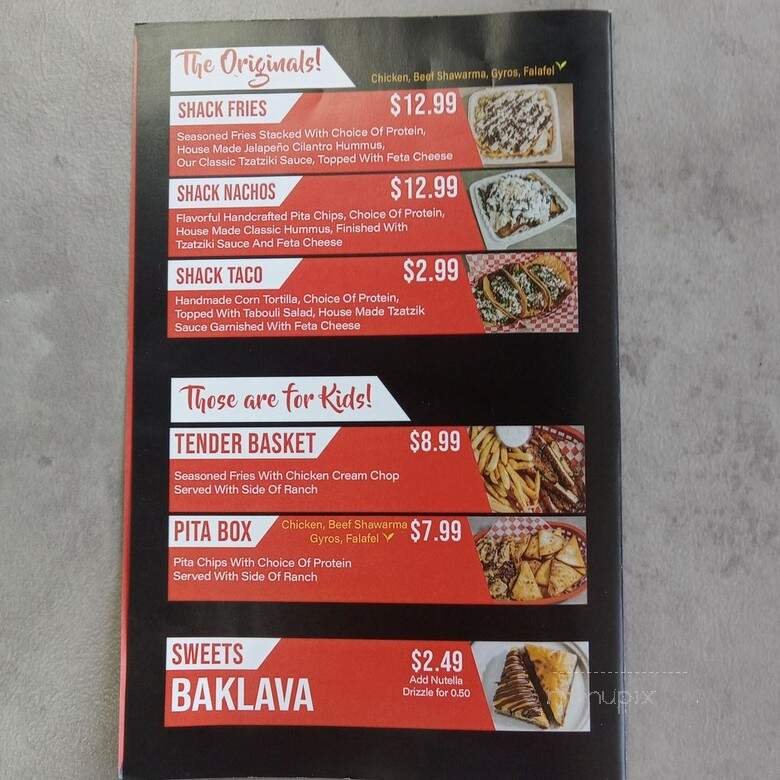 The Originals!
Chicken, Beef Shawarma, Gyros, Falafel
SHACK FRIES
$12.99
Seasoned Fries Stacked With Choice Of Protein,
House Made Jalapeño Cilantro Hummus,
Our Classic Tzatziki Sauce, Topped With Feta Cheese
SHACK NACHOS
$12.99
Flavorful Handcrafted Pita Chips, Choice Of Protein,
House Made Classic Hummus, Finished With
Tzatziki Sauce And Feta Cheese
SHACK TACO
$2.99
Handmade Corn Tortilla, Choice Of Protein,
Topped With Tabouli Salad, House Made Tzatzik
Sauce Garnished With Feta Cheese
Those are for Kids!
TENDER BASKET
$8.99
Seasoned Fries With Chicken Cream Chop
Served With Side Of Ranch
PITA BOX
Chicken, Beef Shawarma
Gyros, Falafel
$7.99
Pita Chips With Choice Of Protein
Served With Side Of Ranch
SWEETS
BAKLAVA
$2.49
Add Nutella
Drizzle for 0.50
menupix